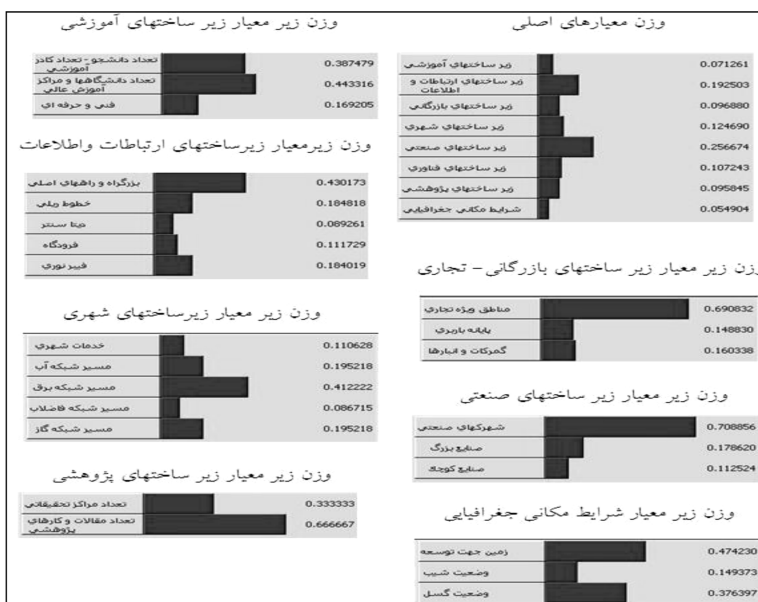 وزن معیارهای اصلی
زیر ساختهای آموزشی 0.071261
زیر ساختهای ارتباطات و
اطلاعات 0.192503
زیر ساختهای بازرگانی 0.096880
زیر ساختهای شهری 0.124690
زیر ساختهای صنعتی 0.256674
زیر ساختهای فناوری 0.107243
زیر ساختهای پژوهشی 0.095845
شرایط مکانی جغرافیایی 0.054904
وزن زیر معیار زیر ساختهای بازرگانی – تجاری
مناطق ویژه تجاری 0.690832
پایانه باربری 0.148830
گمرکات و انبارها 0.160338
وزن زیر معیار زیر ساختهای صنعتی
شهرکهای صنعتی 0.708856
صنایع بزرگ 0.178620
صنایع کوچک 0.112524
وزن زیر معیار شرایط مکانی جغرافیایی
زمین جهت توسعه 0.474230
وضعیت شیب 0.149373
وضعیت گسل 0.376397
وزن زیر معیار زیر ساختهای آموزشی
تعداد دانشجو - تعداد کادر
آموزشی 0.387479
تعداد دانشگاهها و مراکز
آموزش عالی 0.443316
فنی و حرفه ای 0.169205
وزن زیرمعیار زیرساختهای ارتباطات واطلاعات
بزرگراه و راههای اصلی 0.430173
خطوط ریلی 0.184818
دیتا سنتر 0.089261
فرودگاه 0.111729
فیبر نوری 0.184019
وزن زیر معیار زیرساختهای شهری
خدمات شهری 0.110628
مسیر شبکه آب 0.195218
مسیر شبکه برق 0.412222
مسیر شبکه فاضلاب 0.086715
مسیر شبکه گاز 0.195218
وزن زیر معیار زیر ساختهای پژوهشی
تعداد مراکز تحقیقاتی 0.333333
تعداد مقالات و کارهای
پژوهشی 0.666667